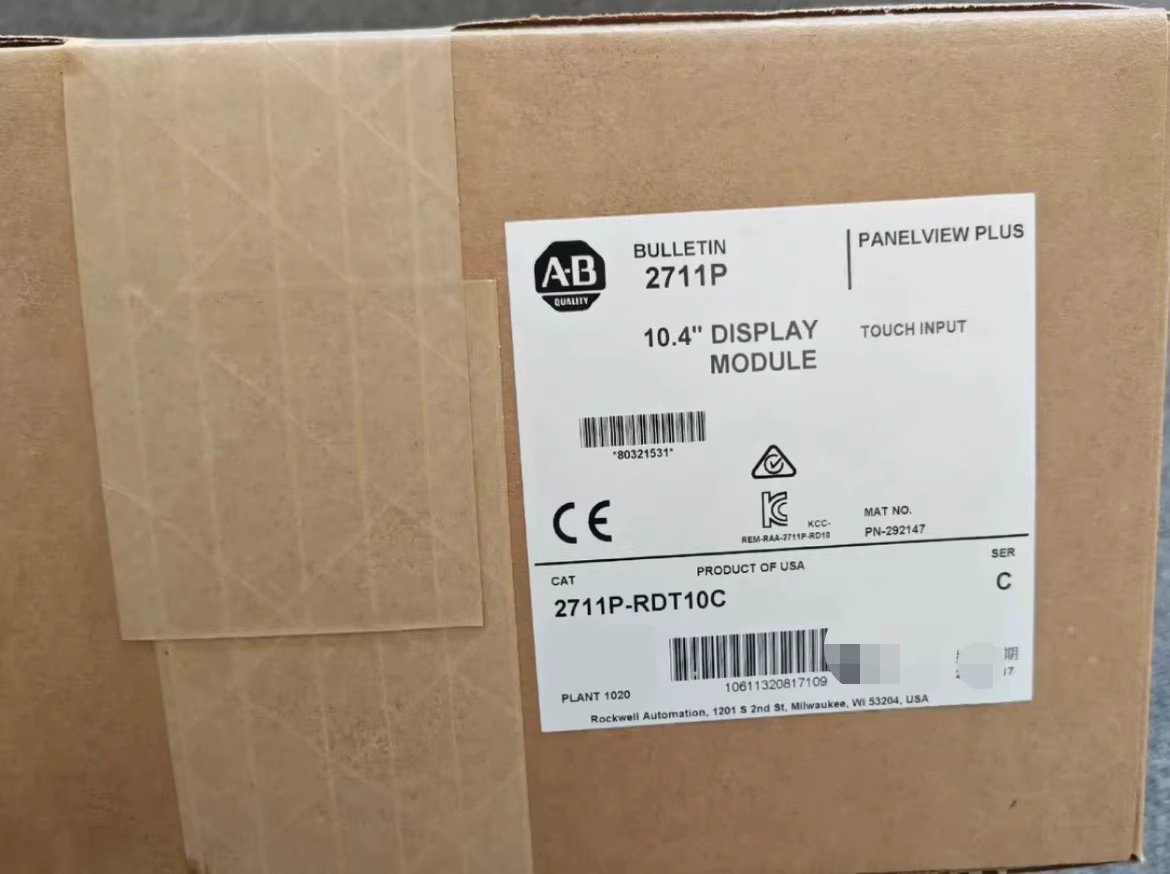 A-B
QUALITY
BULLETIN
2711P
PANELVIEW PLUS
10.4" DISPLAY
MODULE
TOUCH INPUT
*80321531*
CE
KCC-
REM-RAA-2711P-RD10
MAT NO.
PN-292147
PRODUCT OF USA
SER
C
CAT
2711P-RDT10C
10611320817109
PLANT 1020
Rockwell Automation, 1201 S 2nd St, Milwaukee, WI 53204, USA